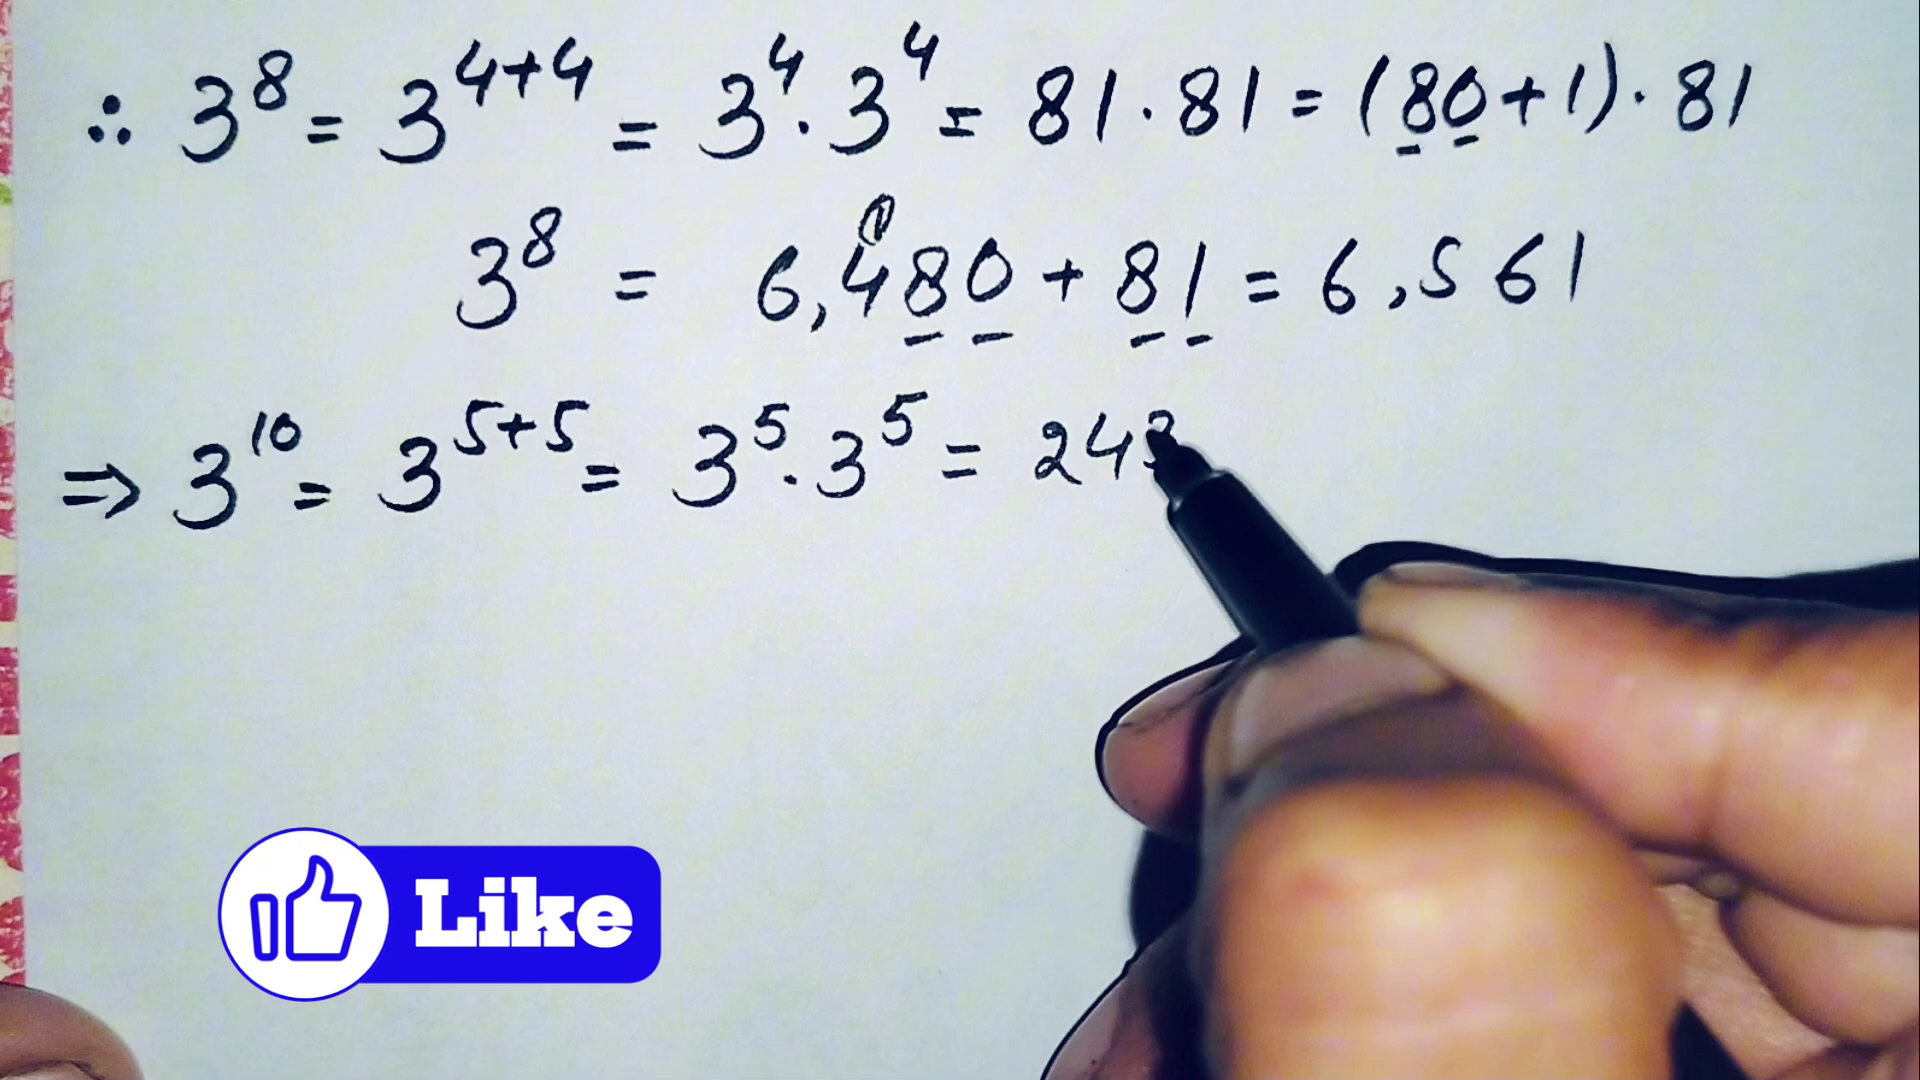 ∴ 3⁸ = 3⁴⁺⁴ = 3⁴ · 3⁴ = 81 · 81 = (80 + 1) · 81
3⁸ = 6,480 + 81 = 6,561
⇒ 3¹⁰ = 3⁵⁺⁵ = 3⁵ · 3⁵ = 243
Like